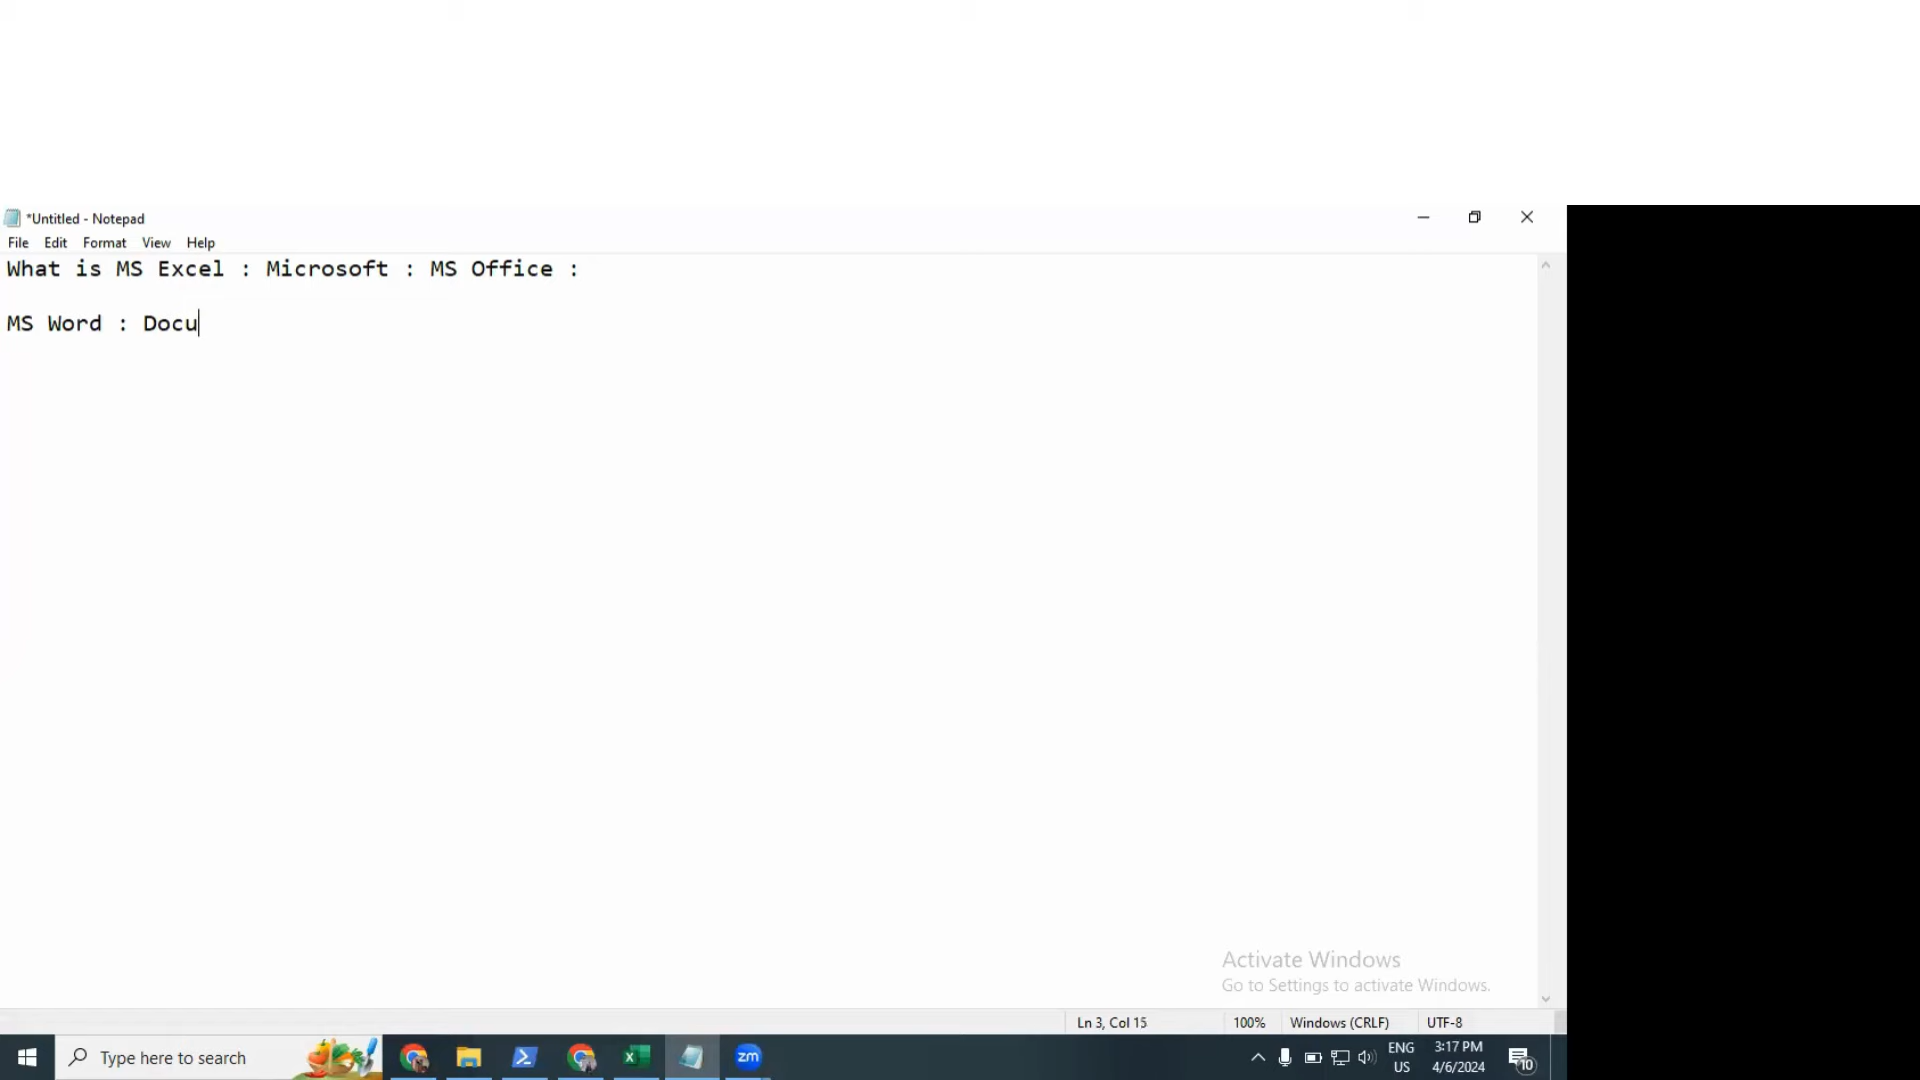 *Untitled - Notepad
File Edit Format View Help
What is MS Excel : Microsoft : MS Office :
MS Word : Docu
Activate Windows
Go to Settings to activate Windows.
Ln 3, Col 15 100% Windows (CRLF) UTF-8
Type here to search
zm
ENG
US
3:17 PM
4/6/2024
10